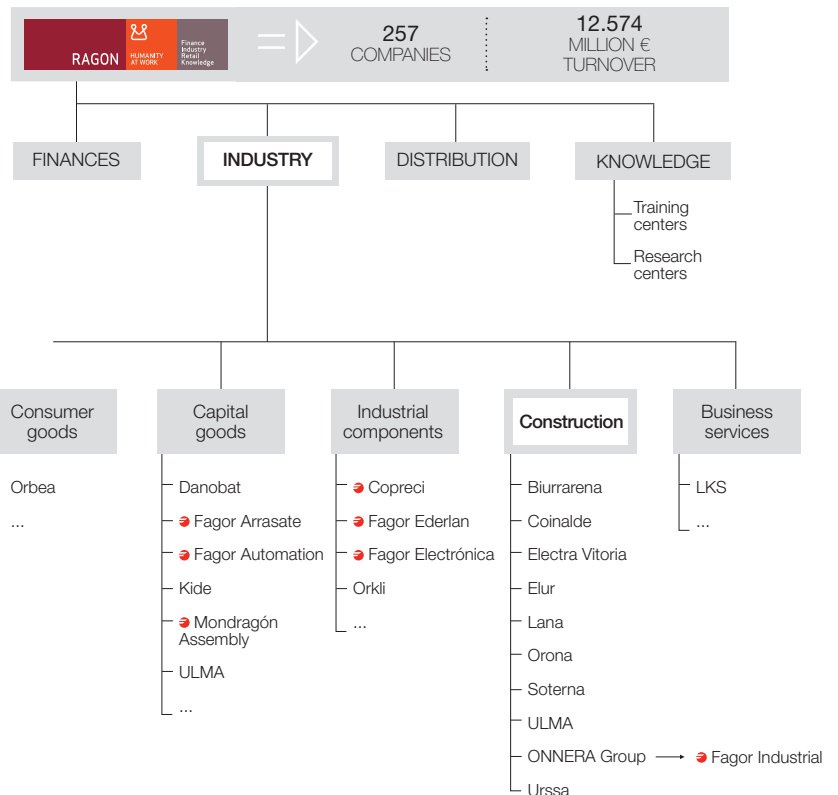 RAGON
HUMANITY
AT WORK
Finance
Industry
Retail
Knowledge
257
COMPANIES
12.574
MILLION €
TURNOVER
FINANCES
INDUSTRY
DISTRIBUTION
KNOWLEDGE
Training
centers
Research
centers
Consumer
goods
Capital
goods
Industrial
components
Construction
Business
services
Orbea
...
Danobat
Fagor Arrasate
Fagor Automation
Kide
Mondragón
Assembly
ULMA
...
Copreci
Fagor Ederlan
Fagor Electrónica
Orkli
...
Biurrarena
Coinalde
Electra Vitoria
Elur
Lana
Orona
Soterna
ULMA
ONNERA Group
Fagor Industrial
Urssa
LKS
...